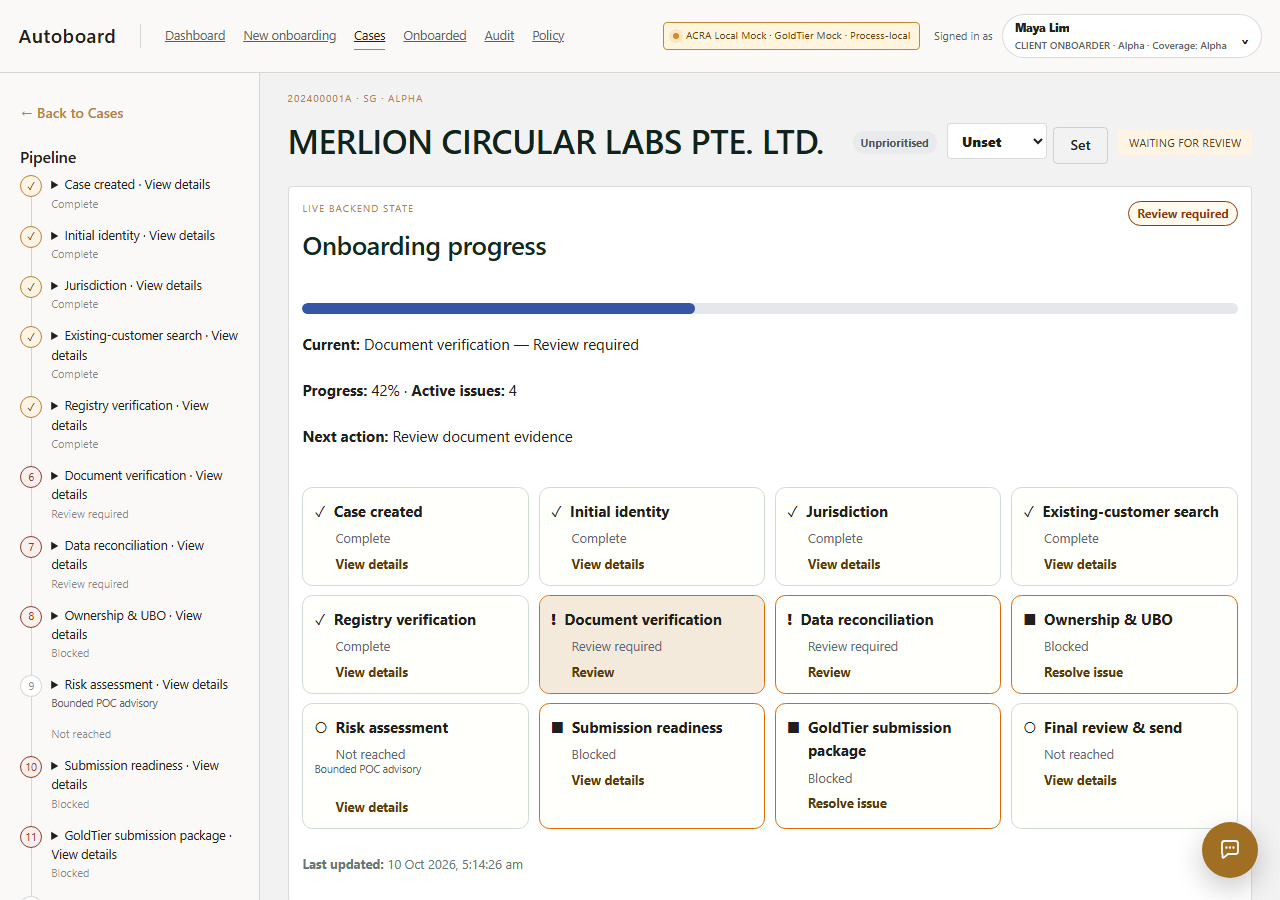 Autoboard
Dashboard
New onboarding
Cases
Onboarded
Audit
Policy
ACRA Local Mock · GoldTier Mock · Process-local
Signed in as
Maya Lim
CLIENT ONBOARDER · Alpha · Coverage: Alpha
← Back to Cases
Pipeline
✓ ▶ Case created · View details
Complete
✓ ▶ Initial identity · View details
Complete
✓ ▶ Jurisdiction · View details
Complete
✓ ▶ Existing-customer search · View
details
Complete
✓ ▶ Registry verification · View
details
Complete
6 ▶ Document verification · View
details
Review required
7 ▶ Data reconciliation · View
details
Review required
8 ▶ Ownership & UBO · View
details
Blocked
9 ▶ Risk assessment · View details
Bounded POC advisory
Not reached
10 ▶ Submission readiness · View
details
Blocked
11 ▶ GoldTier submission package ·
View details
Blocked
202400001A · SG · ALPHA
MERLION CIRCULAR LABS PTE. LTD.
Unprioritised
Unset
Set
WAITING FOR REVIEW
LIVE BACKEND STATE
Review required
Onboarding progress
Current: Document verification — Review required
Progress: 42% · Active issues: 4
Next action: Review document evidence
✓ Case created
Complete
View details
✓ Initial identity
Complete
View details
✓ Jurisdiction
Complete
View details
✓ Existing-customer search
Complete
View details
✓ Registry verification
Complete
View details
! Document verification
Review required
Review
! Data reconciliation
Review required
Review
■ Ownership & UBO
Blocked
Resolve issue
○ Risk assessment
Not reached
Bounded POC advisory
View details
■ Submission readiness
Blocked
View details
■ GoldTier submission
package
Blocked
Resolve issue
○ Final review & send
Not reached
View details
Last updated: 10 Oct 2026, 5:14:26 am